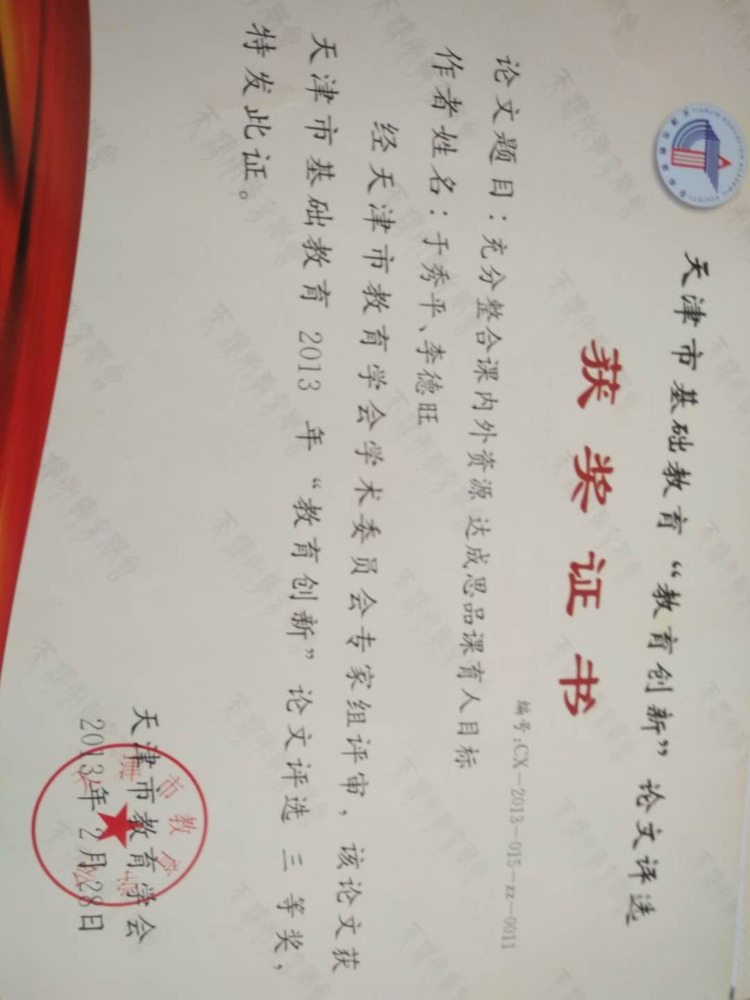 天津市基础教育“教育创新”论文评选
获奖证书
编号:CX-2013-015-zz-0011
论文题目：充分整合课内外资源 达成思品课育人目标
作者姓名：于秀平、李德旺
经天津市教育学会学术委员会专家组评审，该论文获
天津市基础教育 2013 年“教育创新”论文评选 三 等奖，
特发此证。
天津市教育学会
2013年 2月28日